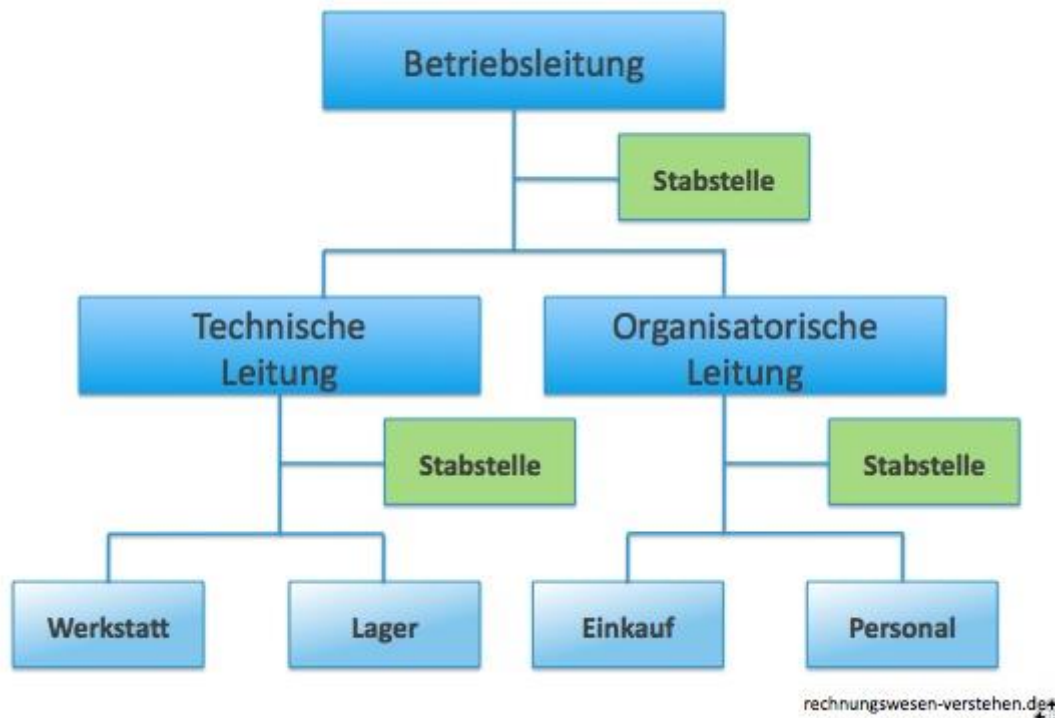 Betriebsleitung
Stabstelle
Technische
Leitung
Organisatorische
Leitung
Stabstelle
Stabstelle
Werkstatt
Lager
Einkauf
Personal
rechnungswesen-verstehen.de